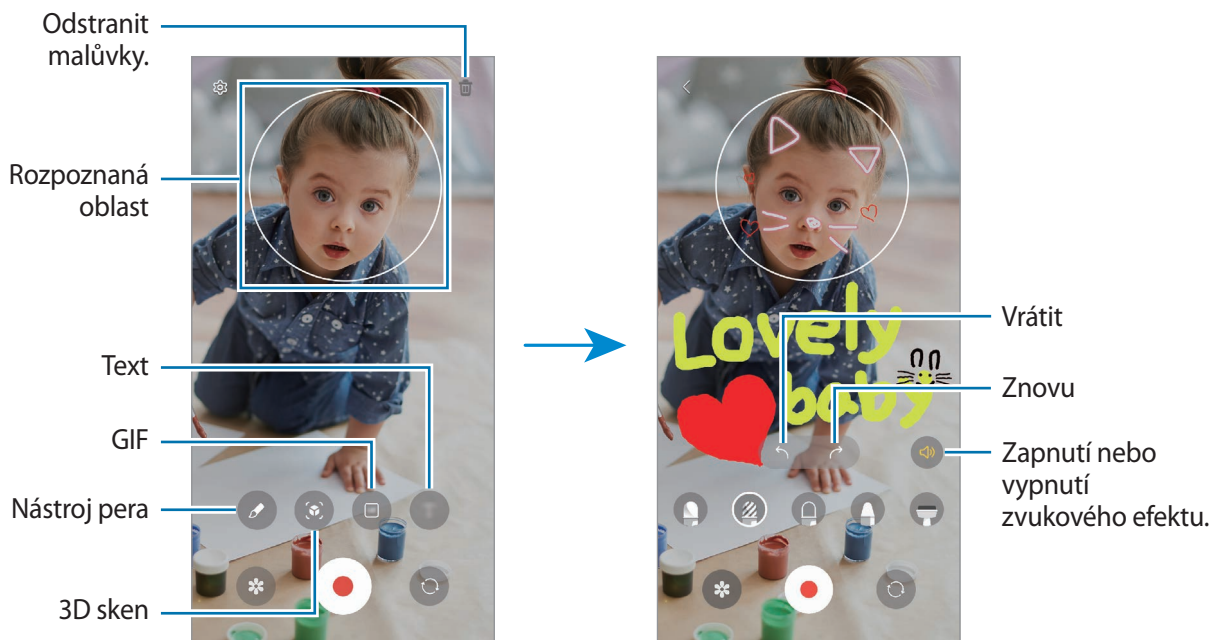 Odstranit
malůvky.
Rozpoznaná
oblast
Text
GIF
Nástroj pera
3D sken
Lovely
baby
Vrátit
Znovu
Zapnutí nebo
vypnutí
zvukového efektu.